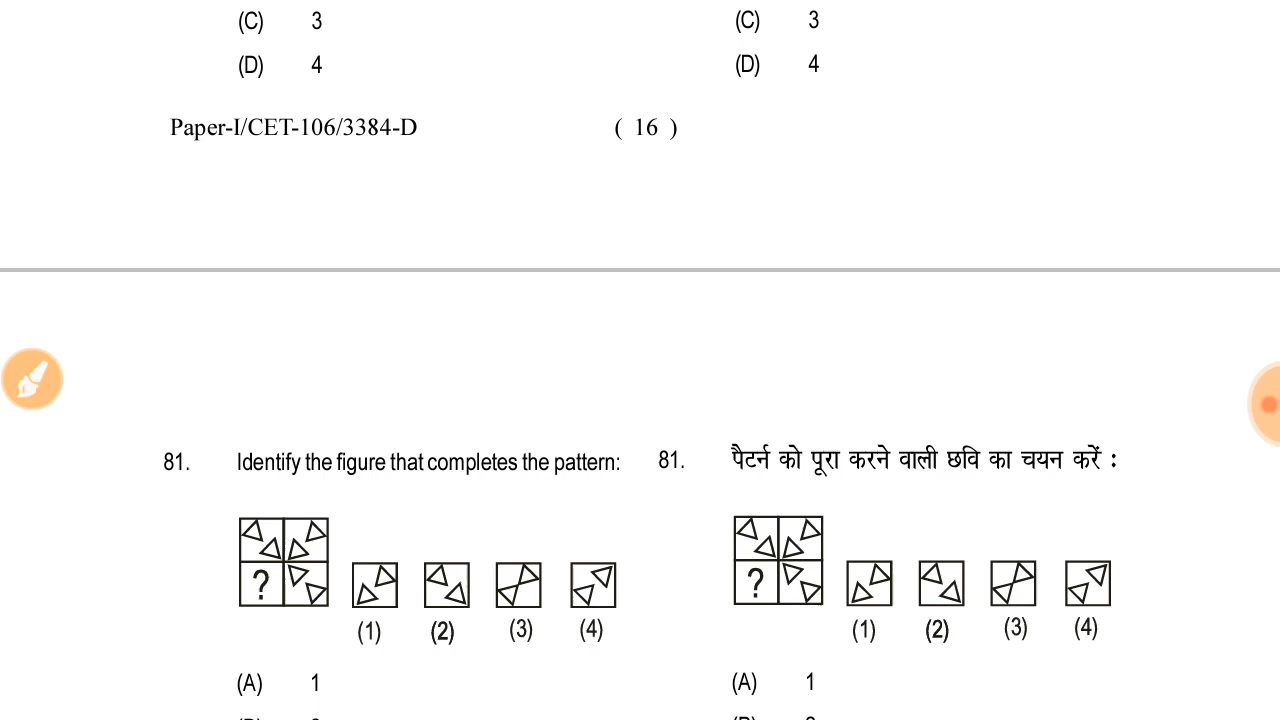 (C) 3
(D) 4
(C) 3
(D) 4
Paper-I/CET-106/3384-D ( 16 )
81. Identify the figure that completes the pattern:
?
(1) (2) (3) (4)
(A) 1
81. पैटर्न को पूरा करने वाली छवि का चयन करें :
?
(1) (2) (3) (4)
(A) 1